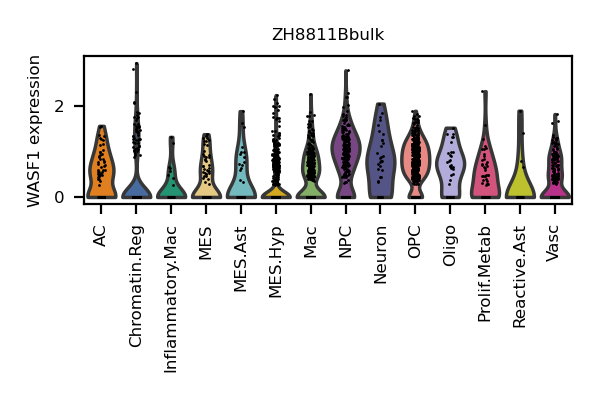 ZH8811Bbulk
WASF1 expression
2
0
AC
Chromatin.Reg
Inflammatory.Mac
MES
MES.Ast
MES.Hyp
Mac
NPC
Neuron
OPC
Oligo
Prolif.Metab
Reactive.Ast
Vasc